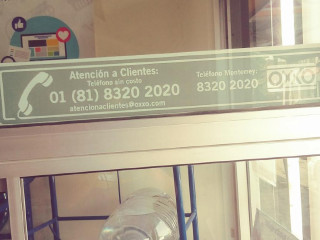 Atención a Clientes:
Teléfono sin costo
01 (81) 8320 2020
atencionaclientes@oxxo.com
Teléfono Monterrey:
8320 2020
OXXO